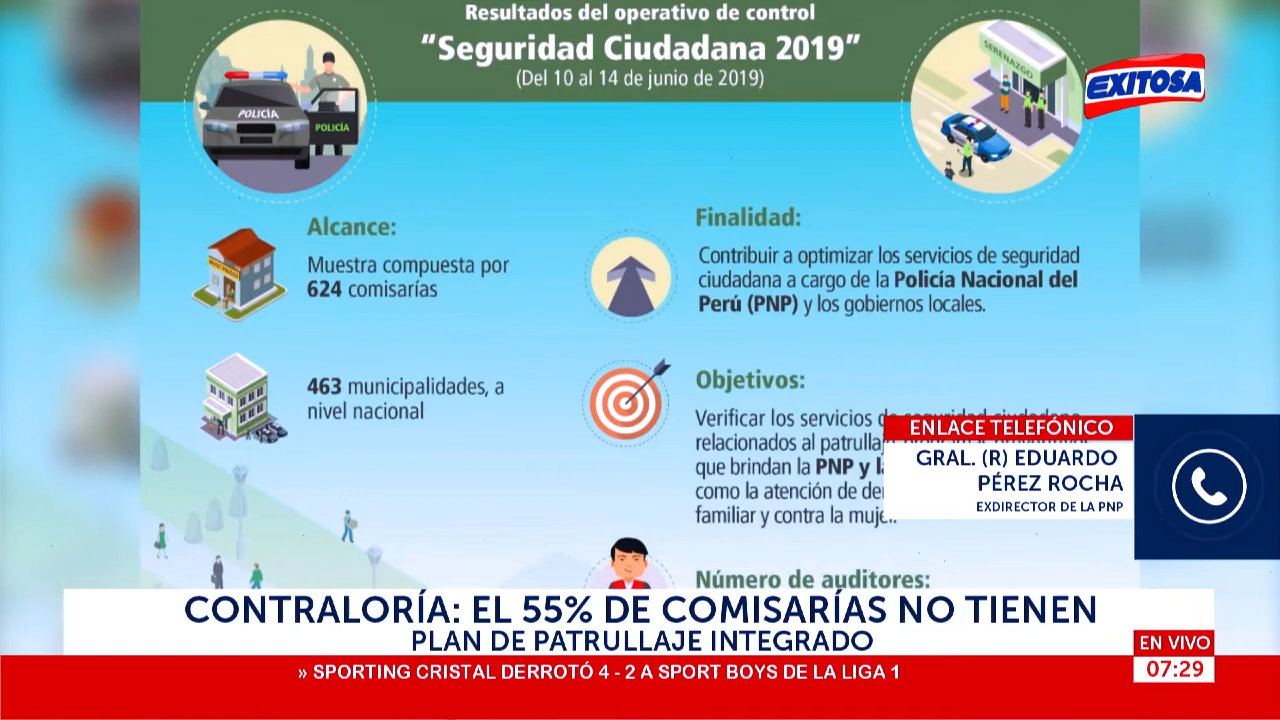 Resultados del operativo de control
“Seguridad Ciudadana 2019”
(Del 10 al 14 de junio de 2019)
POLICÍA
POLICÍA
SERENAZGO
EXITOSA
Alcance:
Muestra compuesta por
624 comisarías
463 municipalidades, a
nivel nacional
Finalidad:
Contribuir a optimizar los servicios de seguridad
ciudadana a cargo de la Policía Nacional del
Perú (PNP) y los gobiernos locales.
Objetivos:
Verificar los servicios
relacionados al
que brindan la PNP y
como la atención de
familiar y contra la
Número de auditores:
ENLACE TELEFÓNICO
GRAL. (R) EDUARDO
PÉREZ ROCHA
EXDIRECTOR DE LA PNP
CONTRALORÍA: EL 55% DE COMISARÍAS NO TIENEN
PLAN DE PATRULLAJE INTEGRADO
EN VIVO
07:29
» SPORTING CRISTAL DERROTÓ 4 - 2 A SPORT BOYS DE LA LIGA 1